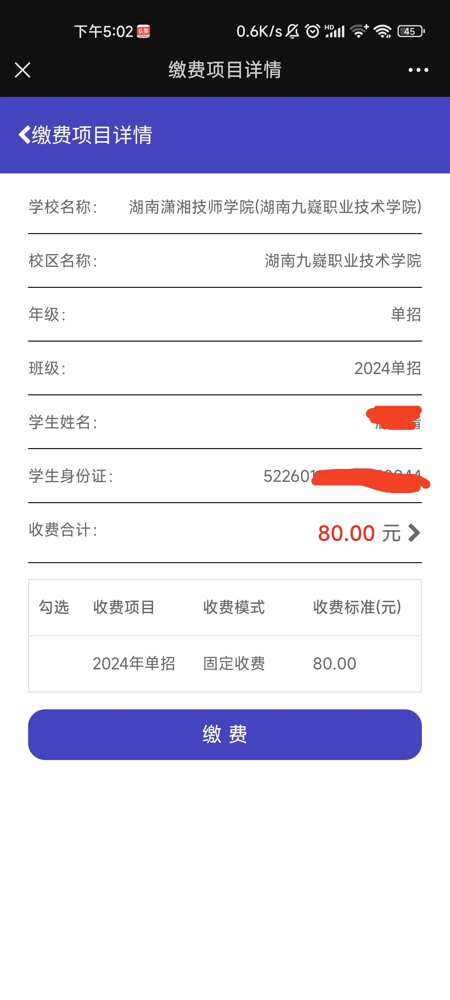 下午5:02 头条 0.6K/s HD 45
缴费项目详情
缴费项目详情
学校名称: 湖南潇湘技师学院(湖南九嶷职业技术学院)
校区名称: 湖南九嶷职业技术学院
年级: 单招
班级: 2024单招
学生姓名:
学生身份证: 522601
收费合计: 80.00 元
勾选 收费项目 收费模式 收费标准(元)
2024年单招 固定收费 80.00
缴 费